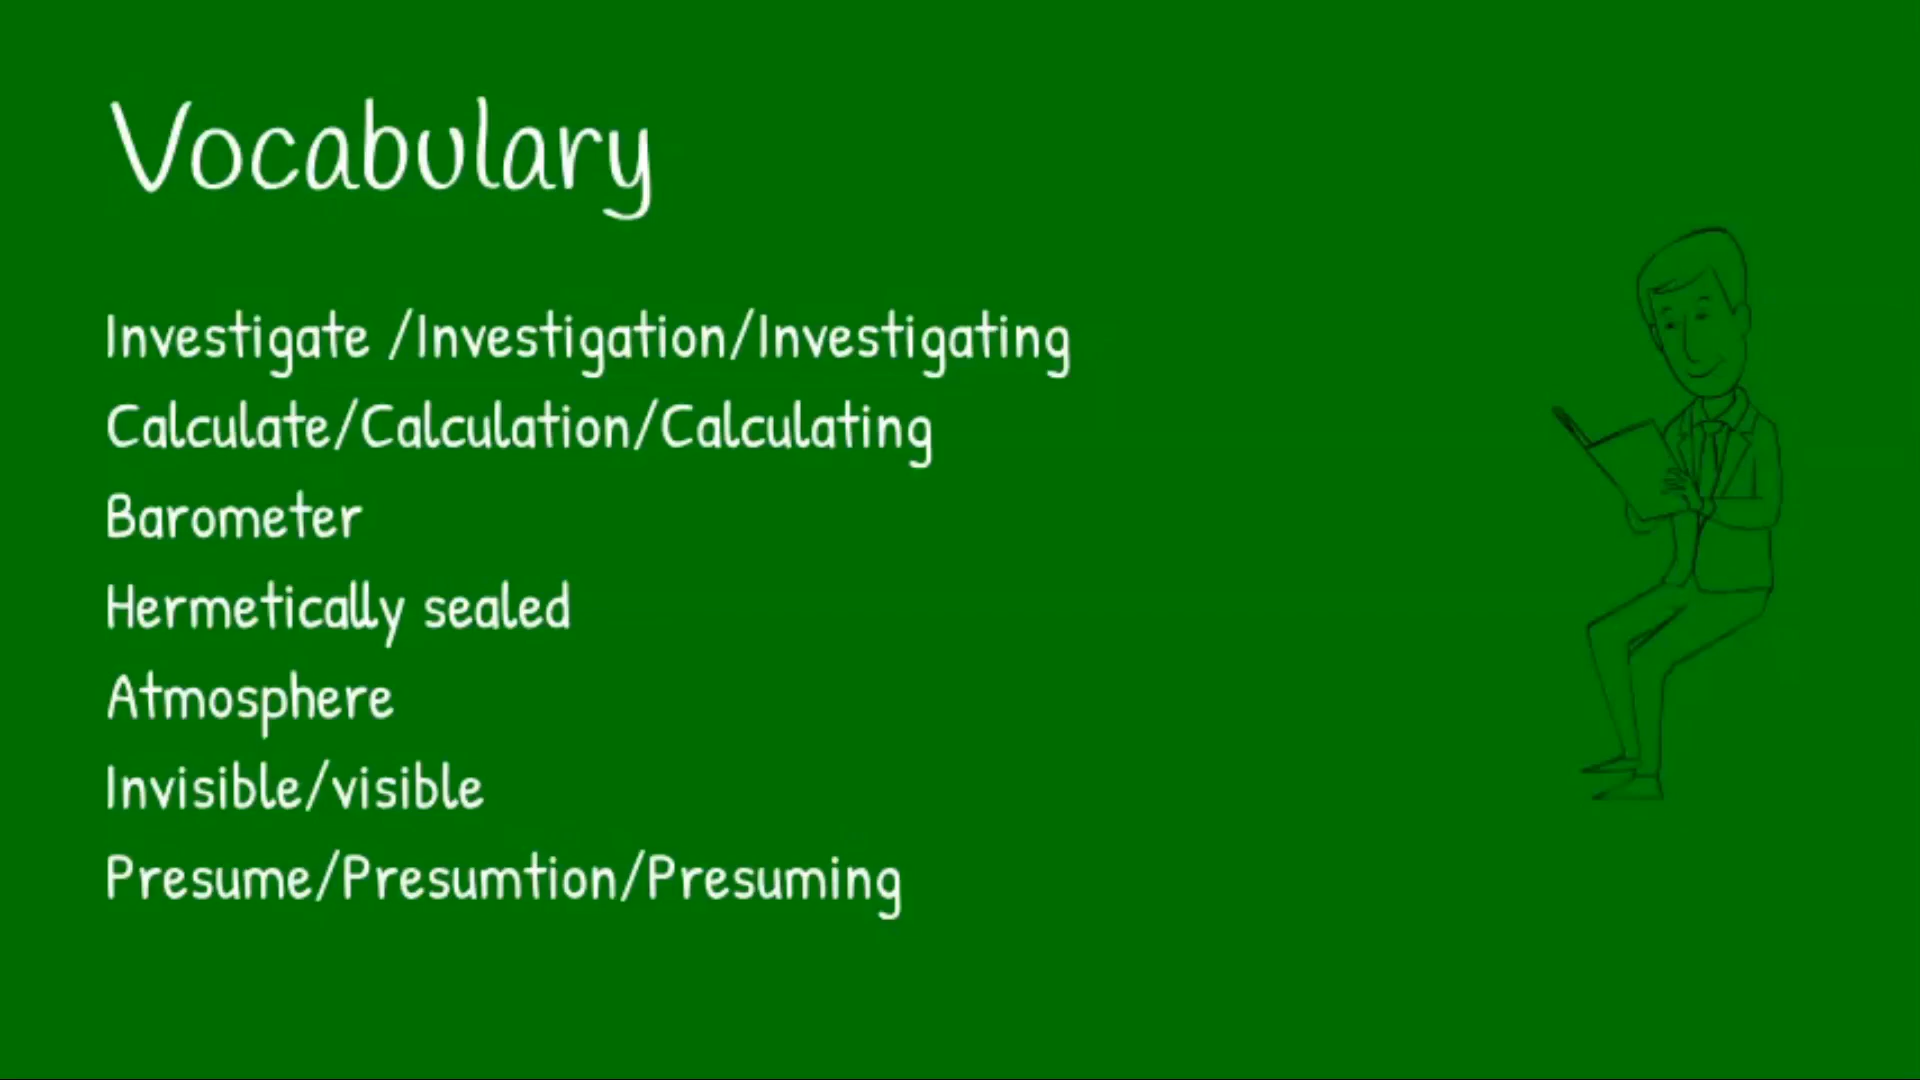 Vocabulary
Investigate /Investigation/Investigating
Calculate/Calculation/Calculating
Barometer
Hermetically sealed
Atmosphere
Invisible/visible
Presume/Presumtion/Presuming